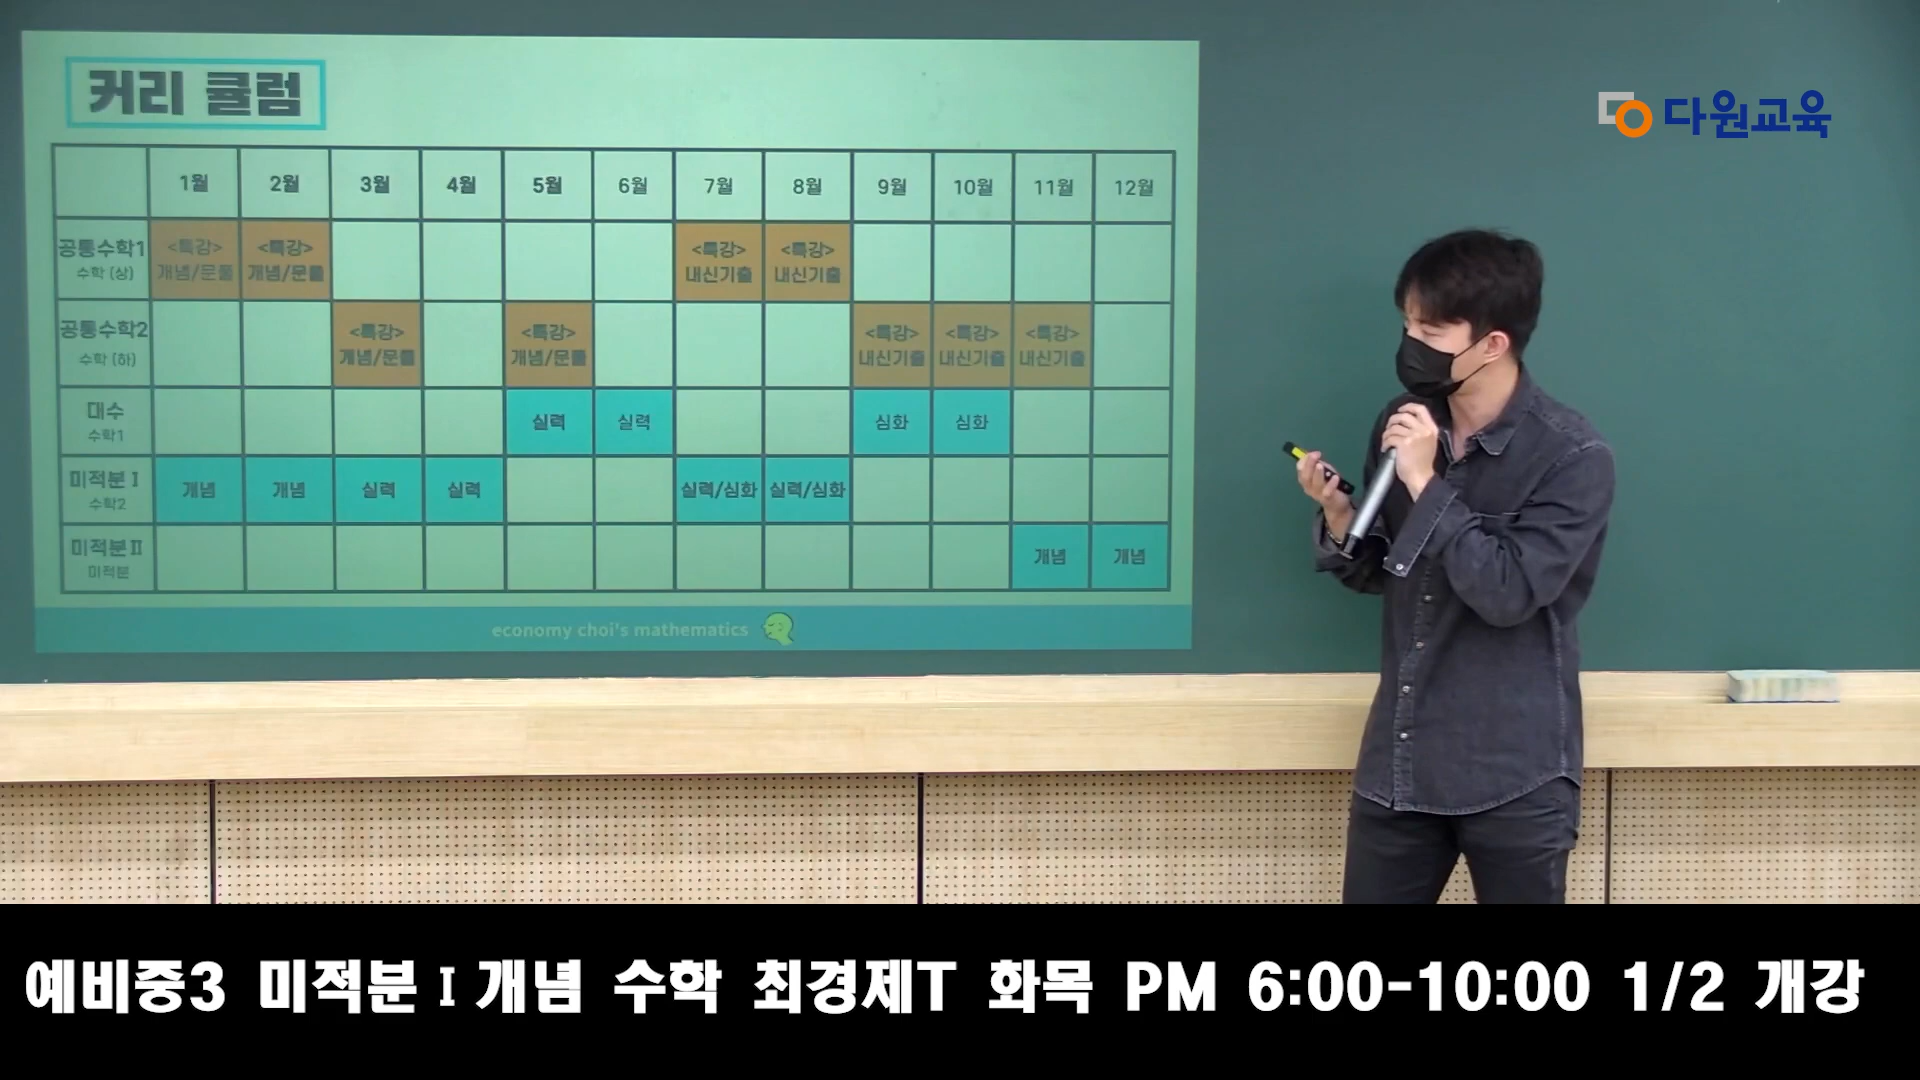 커리 큘럼
다원교육
1월 2월 3월 4월 5월 6월 7월 8월 9월 10월 11월 12월
공통수학1 <특강> <특강> <특강> <특강>
수학 (상) 개념/문풀 개념/문풀 내신기출 내신기출
공통수학2 <특강> <특강> <특강> <특강> <특강>
수학 (하) 개념/문풀 개념/문풀 내신기출 내신기출 내신기출
대수 실력 실력 심화 심화
수학1
미적분Ⅰ 개념 개념 실력 실력 실력/심화 실력/심화
수학2
미적분Ⅱ 개념 개념
미적분
economy choi's mathematics
예비중3 미적분Ⅰ개념 수학 최경제T 화목 PM 6:00-10:00 1/2 개강